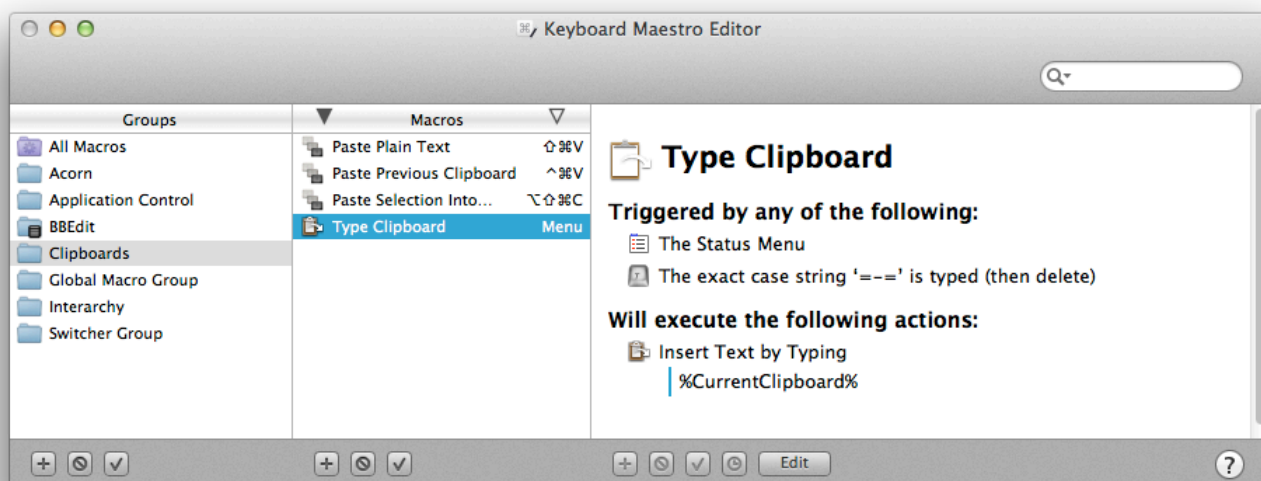 Keyboard Maestro Editor
Groups
All Macros
Acorn
Application Control
BBEdit
Clipboards
Global Macro Group
Interarchy
Switcher Group
Macros
Paste Plain Text ⇧⌘V
Paste Previous Clipboard ^⌘V
Paste Selection Into... ⌥⇧⌘C
Type Clipboard Menu
Type Clipboard
Triggered by any of the following:
The Status Menu
The exact case string ‘=-=’ is typed (then delete)
Will execute the following actions:
Insert Text by Typing
%CurrentClipboard%
Edit
?